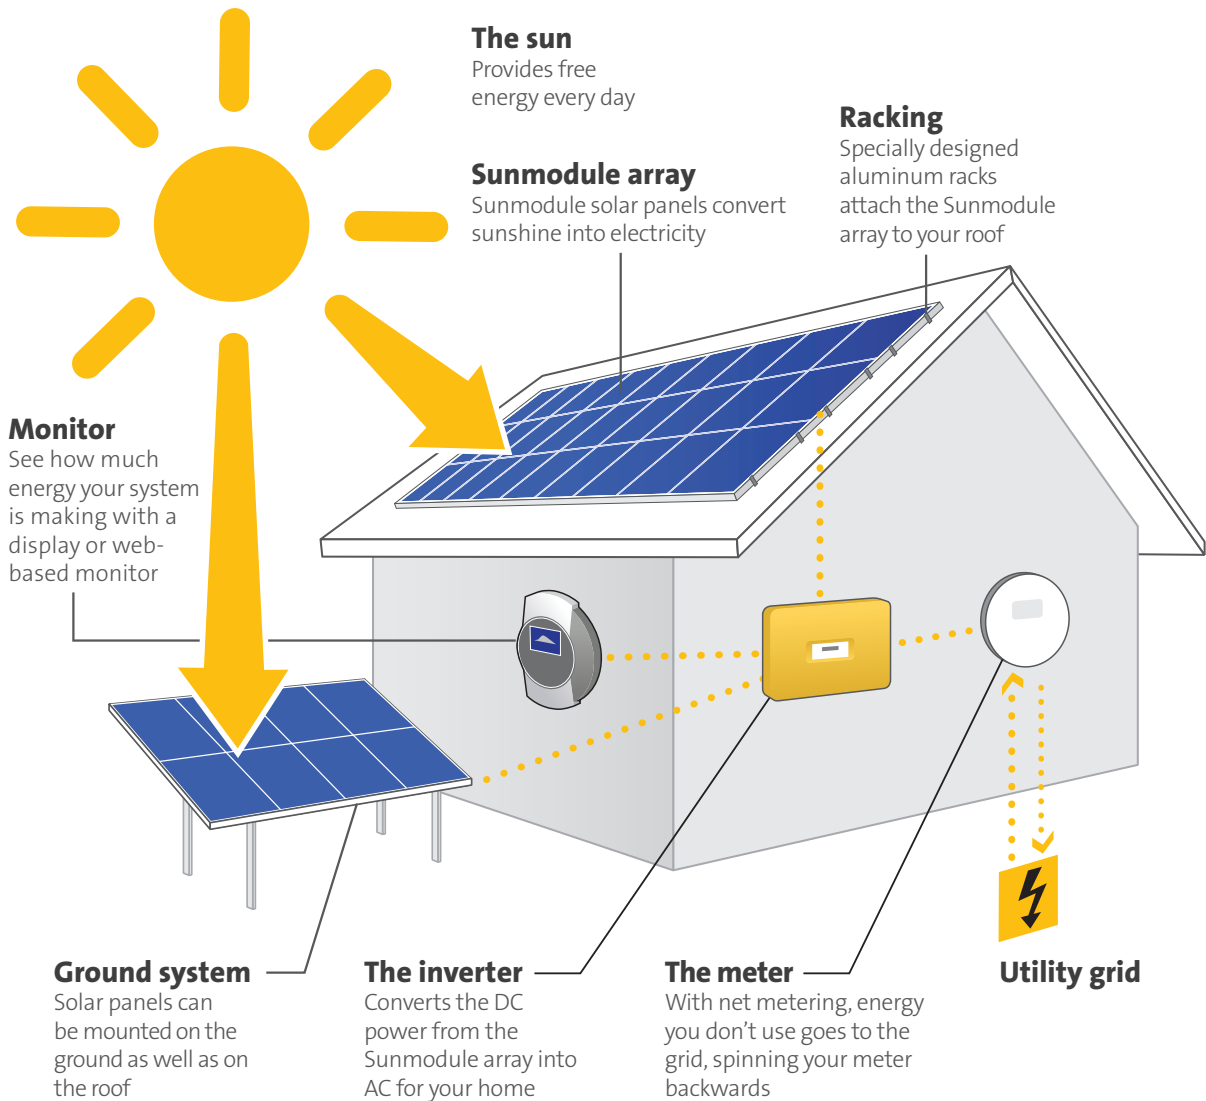 The sun
Provides free
energy every day
Racking
Specially designed
aluminum racks
attach the Sunmodule
array to your roof
Sunmodule array
Sunmodule solar panels convert
sunshine into electricity
Monitor
See how much
energy your system
is making with a
display or web-
based monitor
Ground system
Solar panels can
be mounted on the
ground as well as on
the roof
The inverter
Converts the DC
power from the
Sunmodule array into
AC for your home
The meter
With net metering, energy
you don’t use goes to the
grid, spinning your meter
backwards
Utility grid